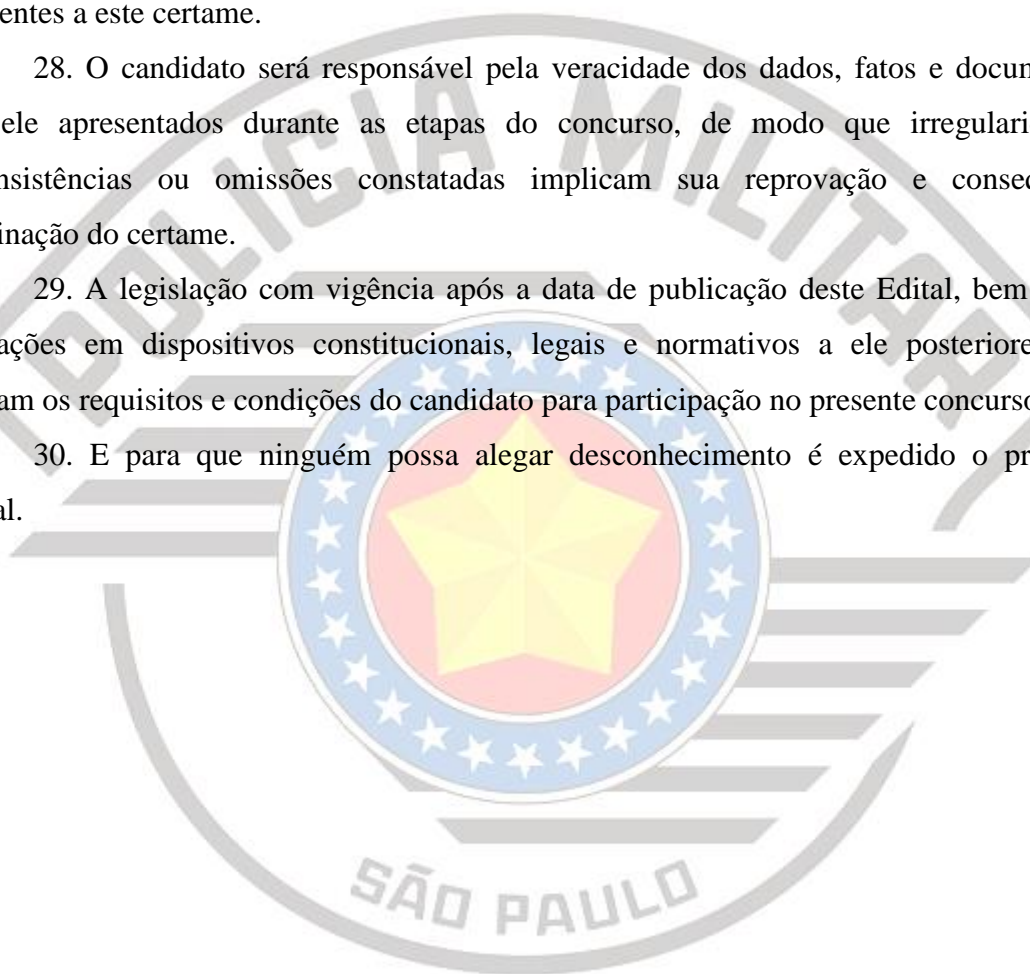 entes a este certame.
28. O candidato será responsável pela veracidade dos dados, fatos e docum
ele apresentados durante as etapas do concurso, de modo que irregulari
nsistências ou omissões constatadas implicam sua reprovação e consec
inação do certame.
29. A legislação com vigência após a data de publicação deste Edital, bem
ações em dispositivos constitucionais, legais e normativos a ele posteriore
am os requisitos e condições do candidato para participação no presente concurso
30. E para que ninguém possa alegar desconhecimento é expedido o pr
al.
POLICIA MILITAR
SÃO PAULO